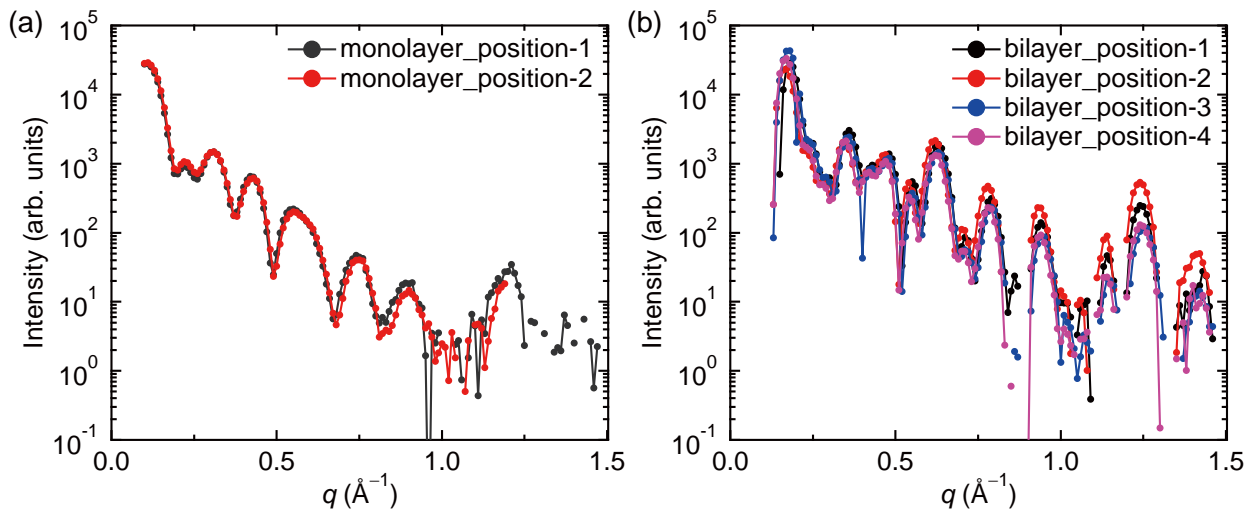 (a)
10^5
10^4
10^3
10^2
10^1
10^0
10^-1
Intensity (arb. units)
monolayer_position-1
monolayer_position-2
0.0
0.5
1.0
1.5
q (Å^−1)
(b)
10^5
10^4
10^3
10^2
10^1
10^0
10^-1
Intensity (arb. units)
bilayer_position-1
bilayer_position-2
bilayer_position-3
bilayer_position-4
0.0
0.5
1.0
1.5
q (Å^−1)